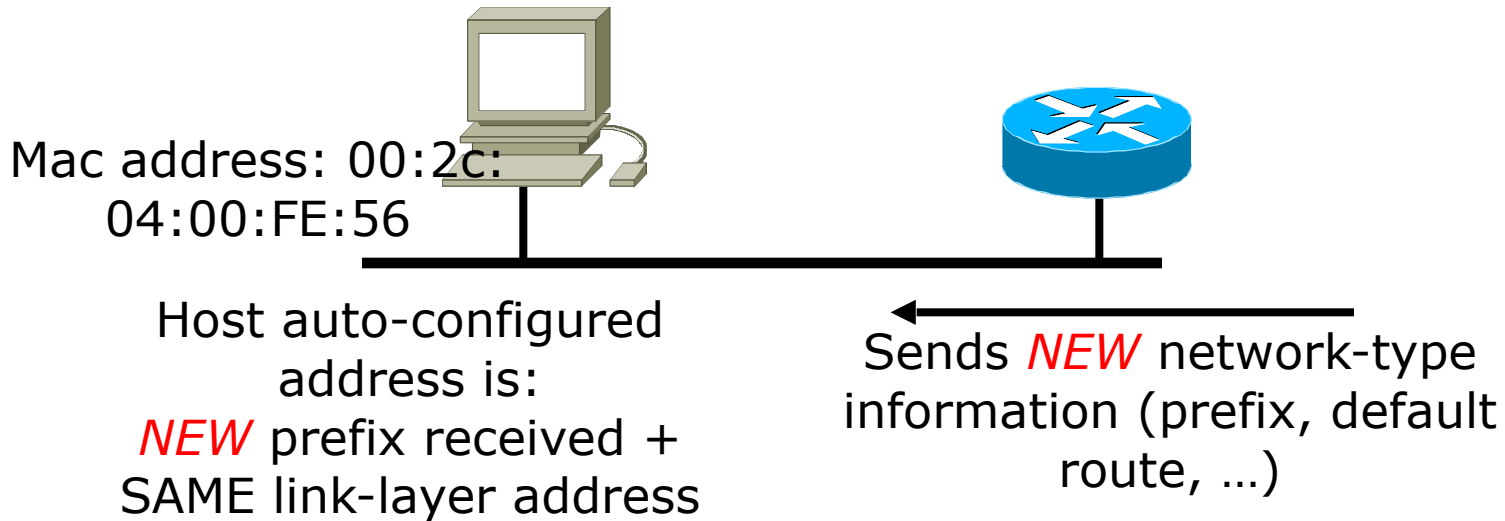 Mac address: 00:2c:
04:00:FE:56
Host auto-configured
address is:
NEW prefix received +
SAME link-layer address
Sends NEW network-type
information (prefix, default
route, …)